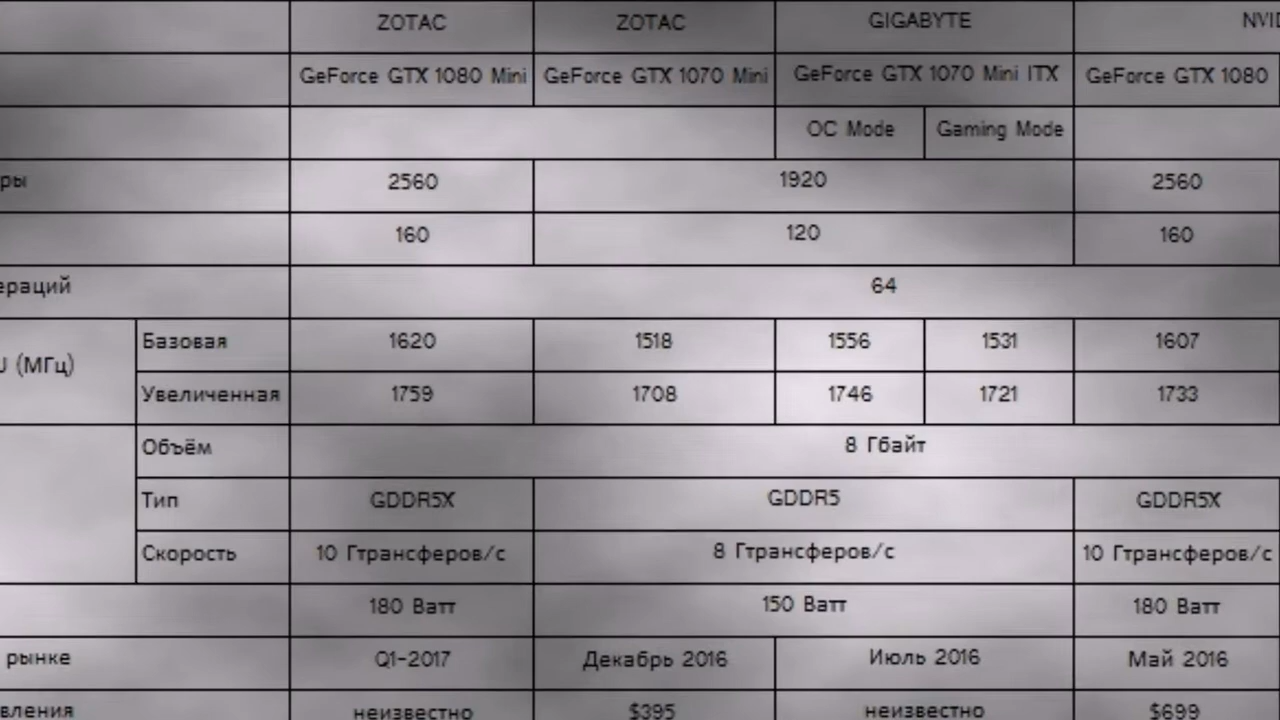 ZOTAC ZOTAC GIGABYTE NVID
GeForce GTX 1080 Mini GeForce GTX 1070 Mini GeForce GTX 1070 Mini ITX GeForce GTX 1080
OC Mode Gaming Mode
ры 2560 1920 2560
160 120 160
ераций 64
U (МГц) Базовая 1620 1518 1556 1531 1607
Увеличенная 1759 1708 1746 1721 1733
Объём 8 Гбайт
Тип GDDR5X GDDR5 GDDR5X
Скорость 10 Гтрансферов/с 8 Гтрансферов/с 10 Гтрансферов/с
180 Ватт 150 Ватт 180 Ватт
рынке Q1-2017 Декабрь 2016 Июль 2016 Май 2016
вления неизвестно $395 неизвестно $699